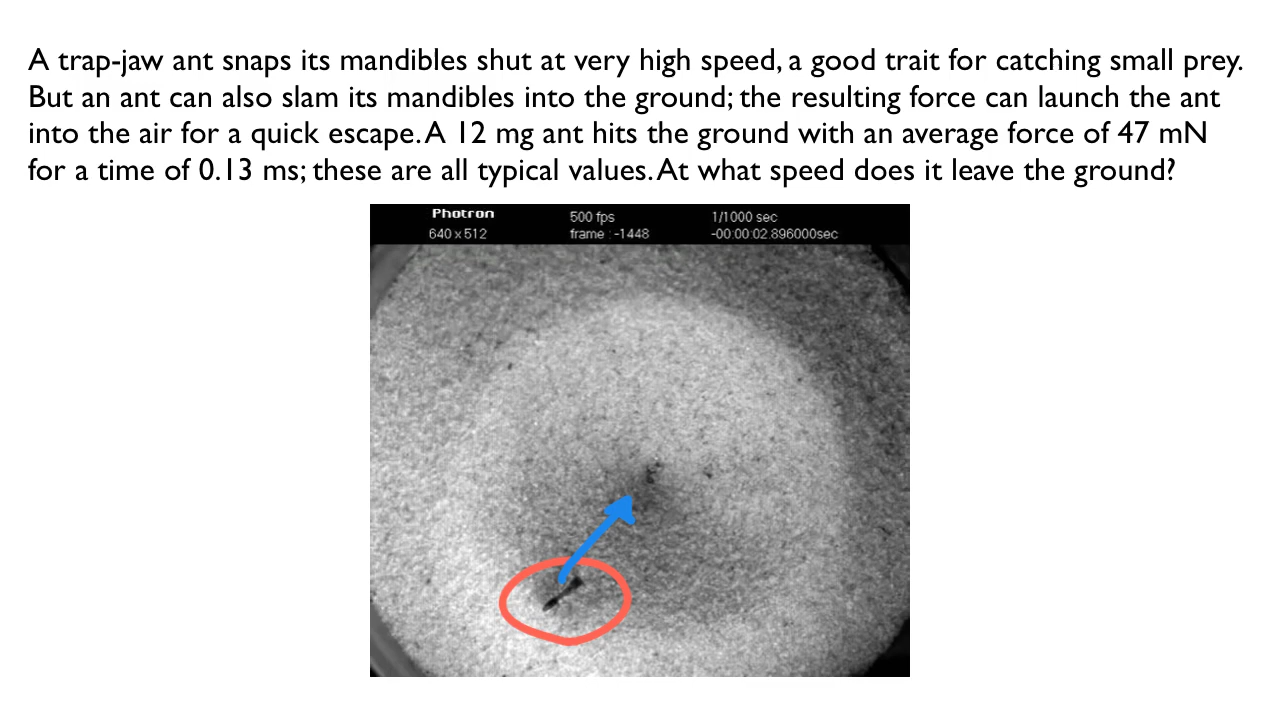 A trap-jaw ant snaps its mandibles shut at very high speed, a good trait for catching small prey.
But an ant can also slam its mandibles into the ground; the resulting force can launch the ant
into the air for a quick escape. A 12 mg ant hits the ground with an average force of 47 mN
for a time of 0.13 ms; these are all typical values. At what speed does it leave the ground?
Photron 500 fps 1/1000 sec
640 x 512 frame : -1448 -00:00:02.896000sec